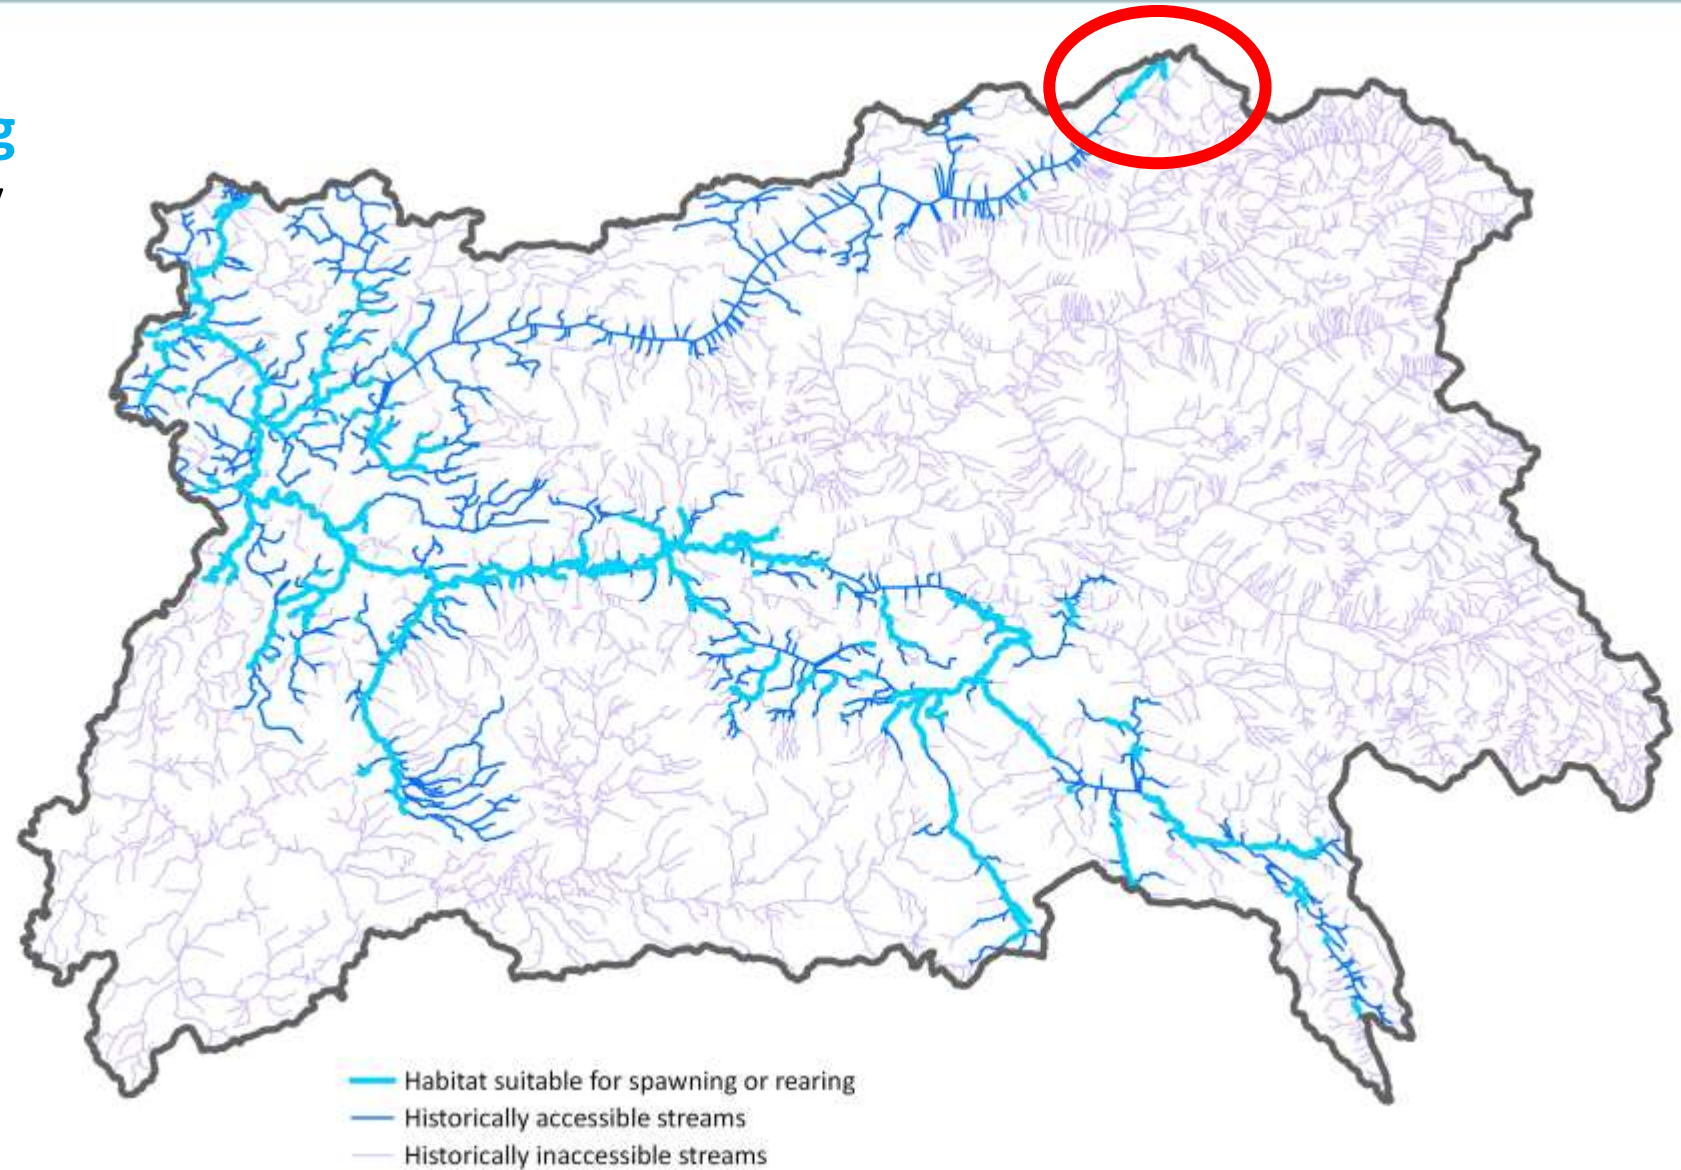 g
Habitat suitable for spawning or rearing
Historically accessible streams
Historically inaccessible streams